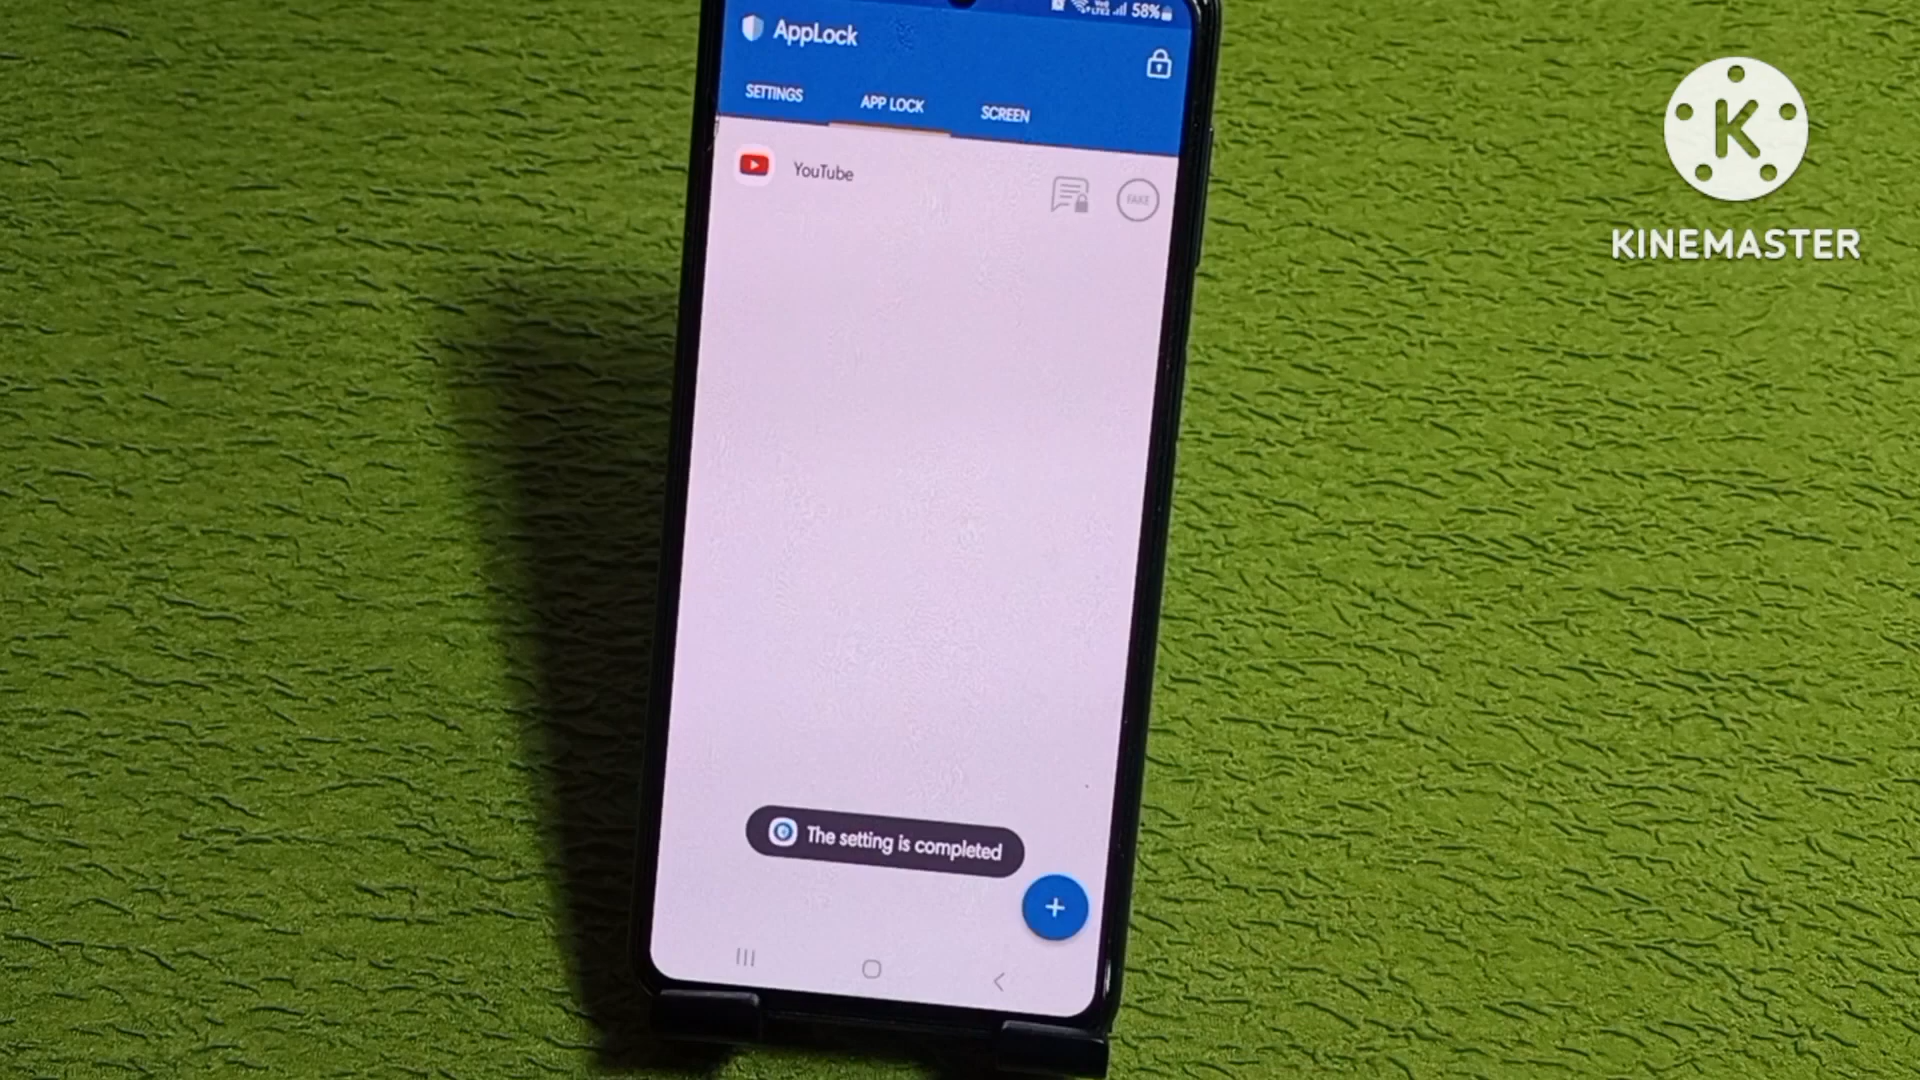 58%
AppLock
SETTINGS
APP LOCK
SCREEN
YouTube
FAKE
The setting is completed
K
KINEMASTER